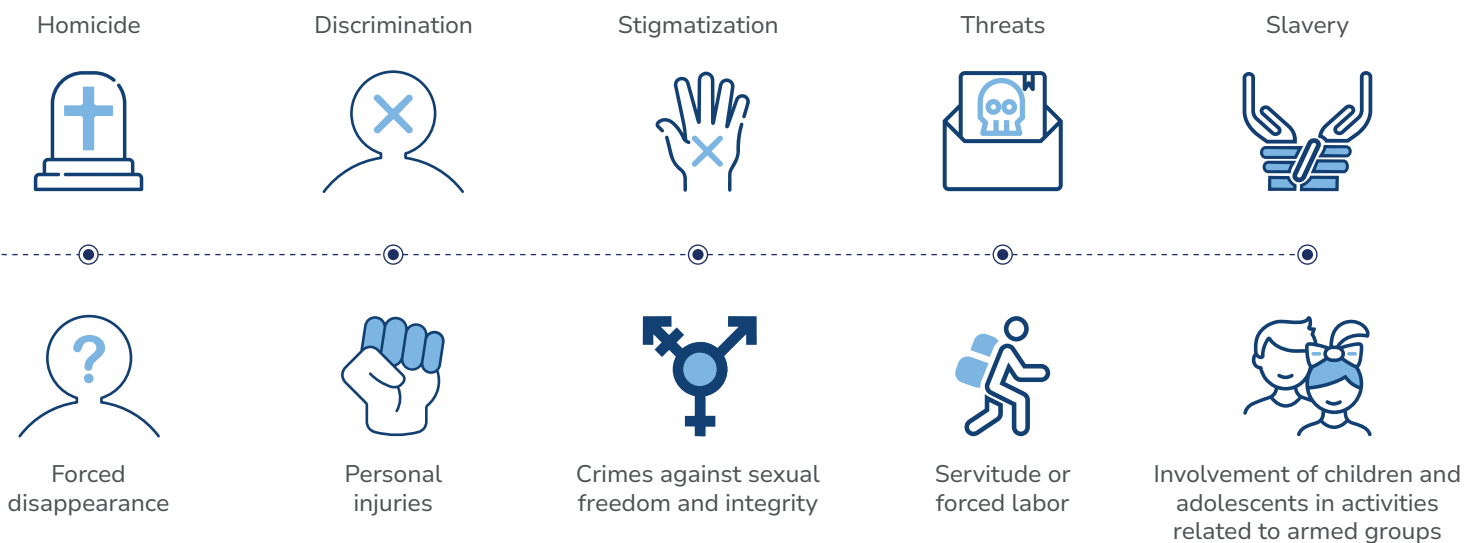 Homicide
Discrimination
Stigmatization
Threats
Slavery
Forced
disappearance
Personal
injuries
Crimes against sexual
freedom and integrity
Servitude or
forced labor
Involvement of children and
adolescents in activities
related to armed groups